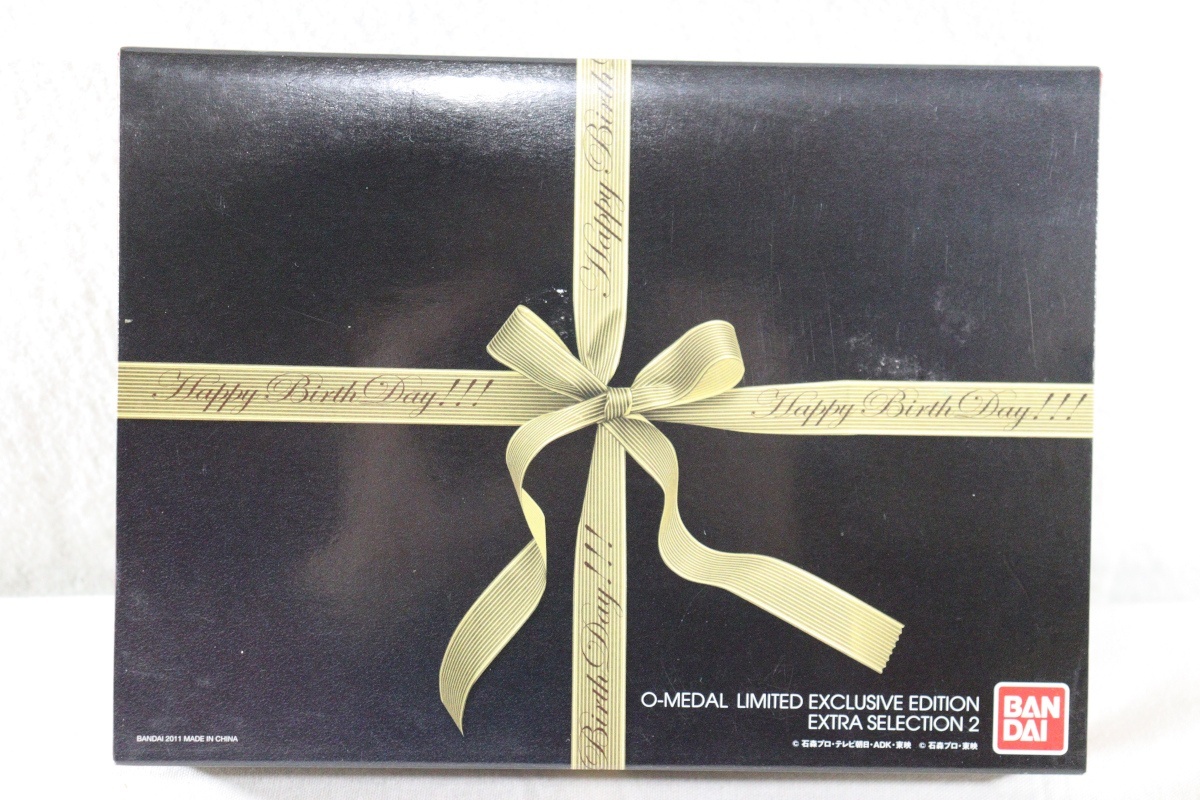 Happy Birth
Happy Birth Day!!!
Happy Birth Day!!!
Birth Day!!!
O-MEDAL LIMITED EXCLUSIVE EDITION
EXTRA SELECTION 2
BAN
DAI
BANDAI 2011 MADE IN CHINA
© 石森プロ・テレビ朝日・ADK・東映 © 石森プロ・東映